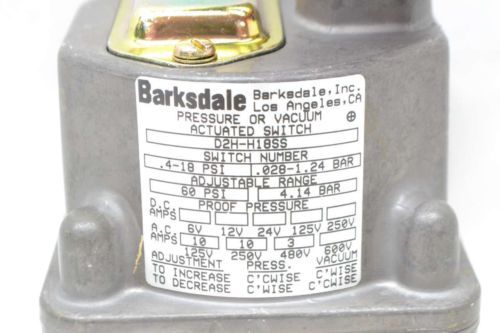 Barksdale Barksdale, Inc.
Los Angeles, CA
PRESSURE OR VACUUM
ACTUATED SWITCH
D2H-H18SS
SWITCH NUMBER
.4-18 PSI .028-1.24 BAR
ADJUSTABLE RANGE
60 PSI 4.14 BAR
D.C. PROOF PRESSURE
AMPS
A.C. 6V 12V 24V 125V 250V
AMPS 10 10 3
125V 250V 480V 600V
ADJUSTMENT PRESS. VACUUM
TO INCREASE C'CWISE C'WISE
TO DECREASE C'WISE C'CWISE